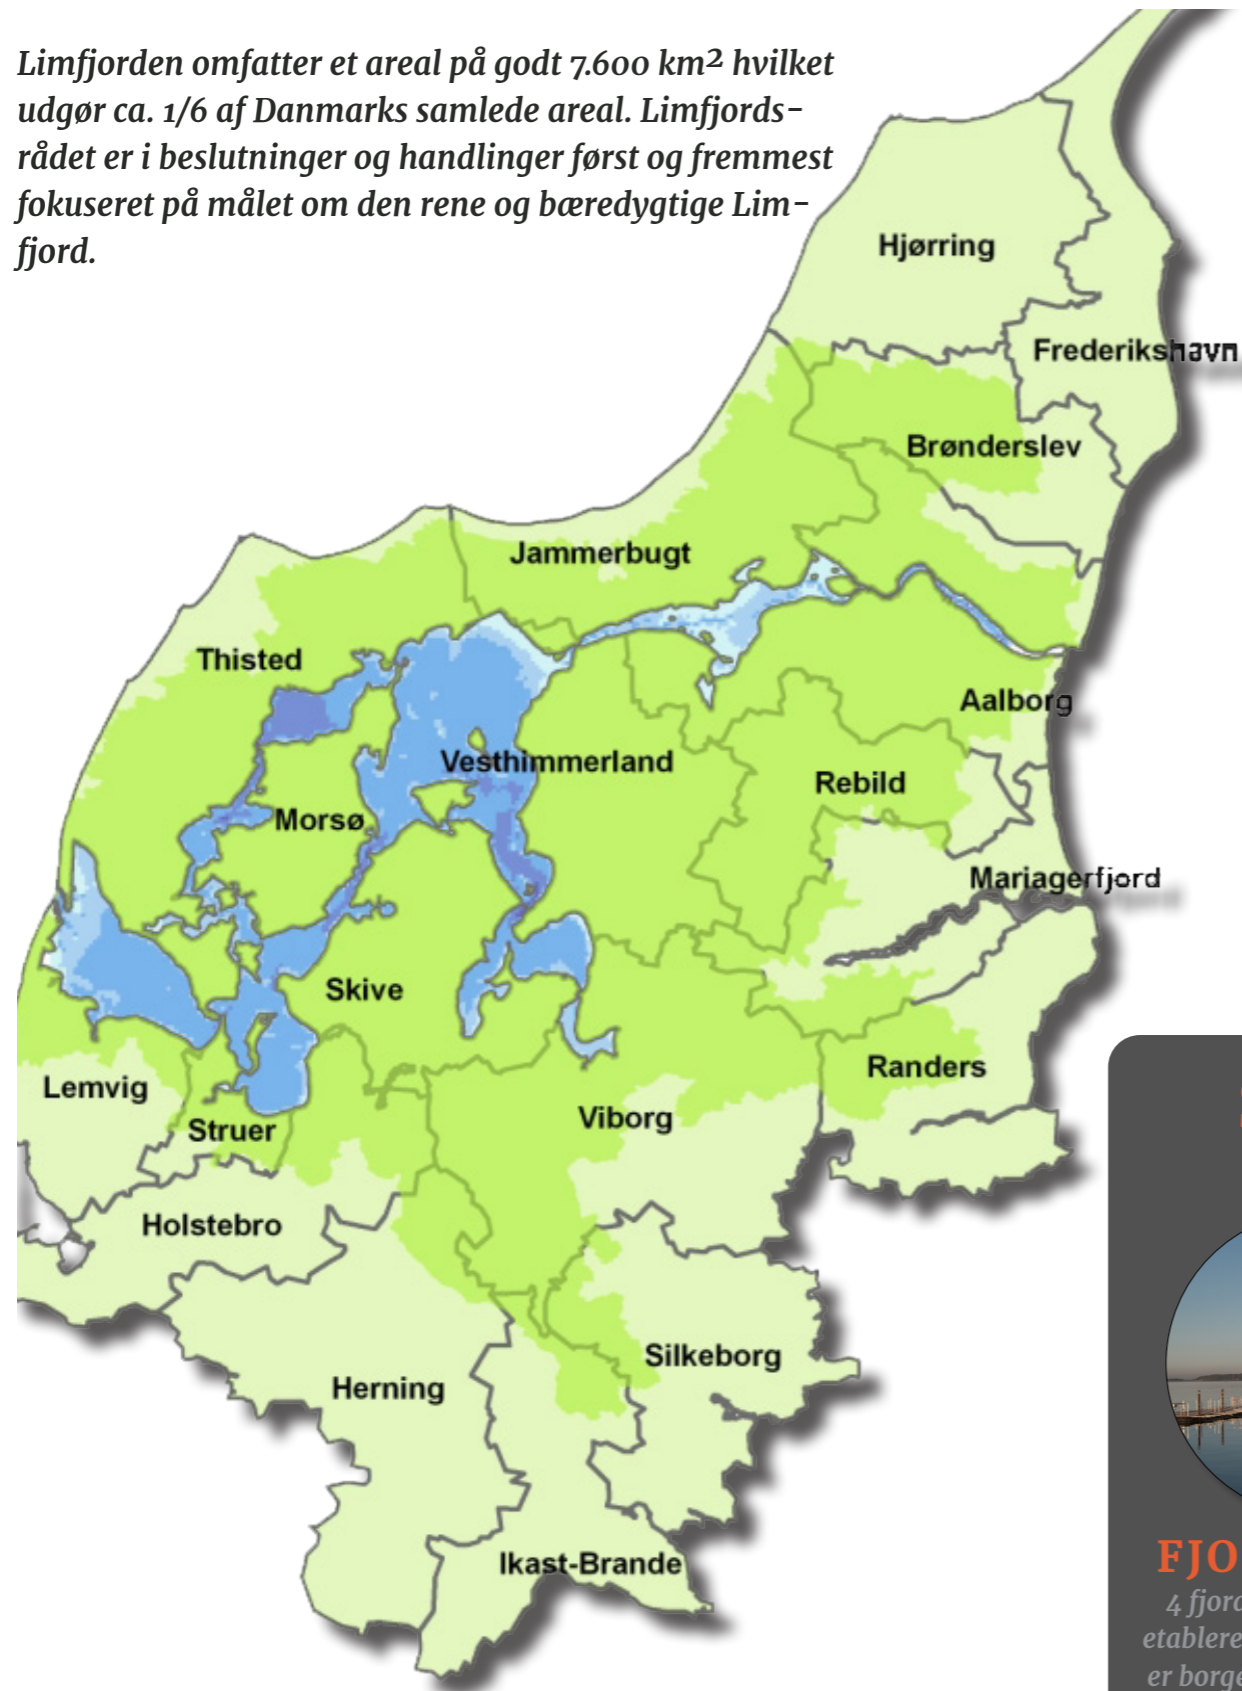 Limfjorden omfatter et areal på godt 7.600 km² hvilket
udgør ca. 1/6 af Danmarks samlede areal. Limfjords-
rådet er i beslutninger og handlinger først og fremmest
fokuseret på målet om den rene og bæredygtige Lim-
fjord.
Hjørring
Frederikshavn
Brønderslev
Jammerbugt
Thisted
Aalborg
Vesthimmerland
Rebild
Morsø
Mariagerfjord
Skive
Randers
Lemvig
Viborg
Struer
Holstebro
Silkeborg
Herning
Ikast-Brande
FJO
4 fjord
etablere
er borge